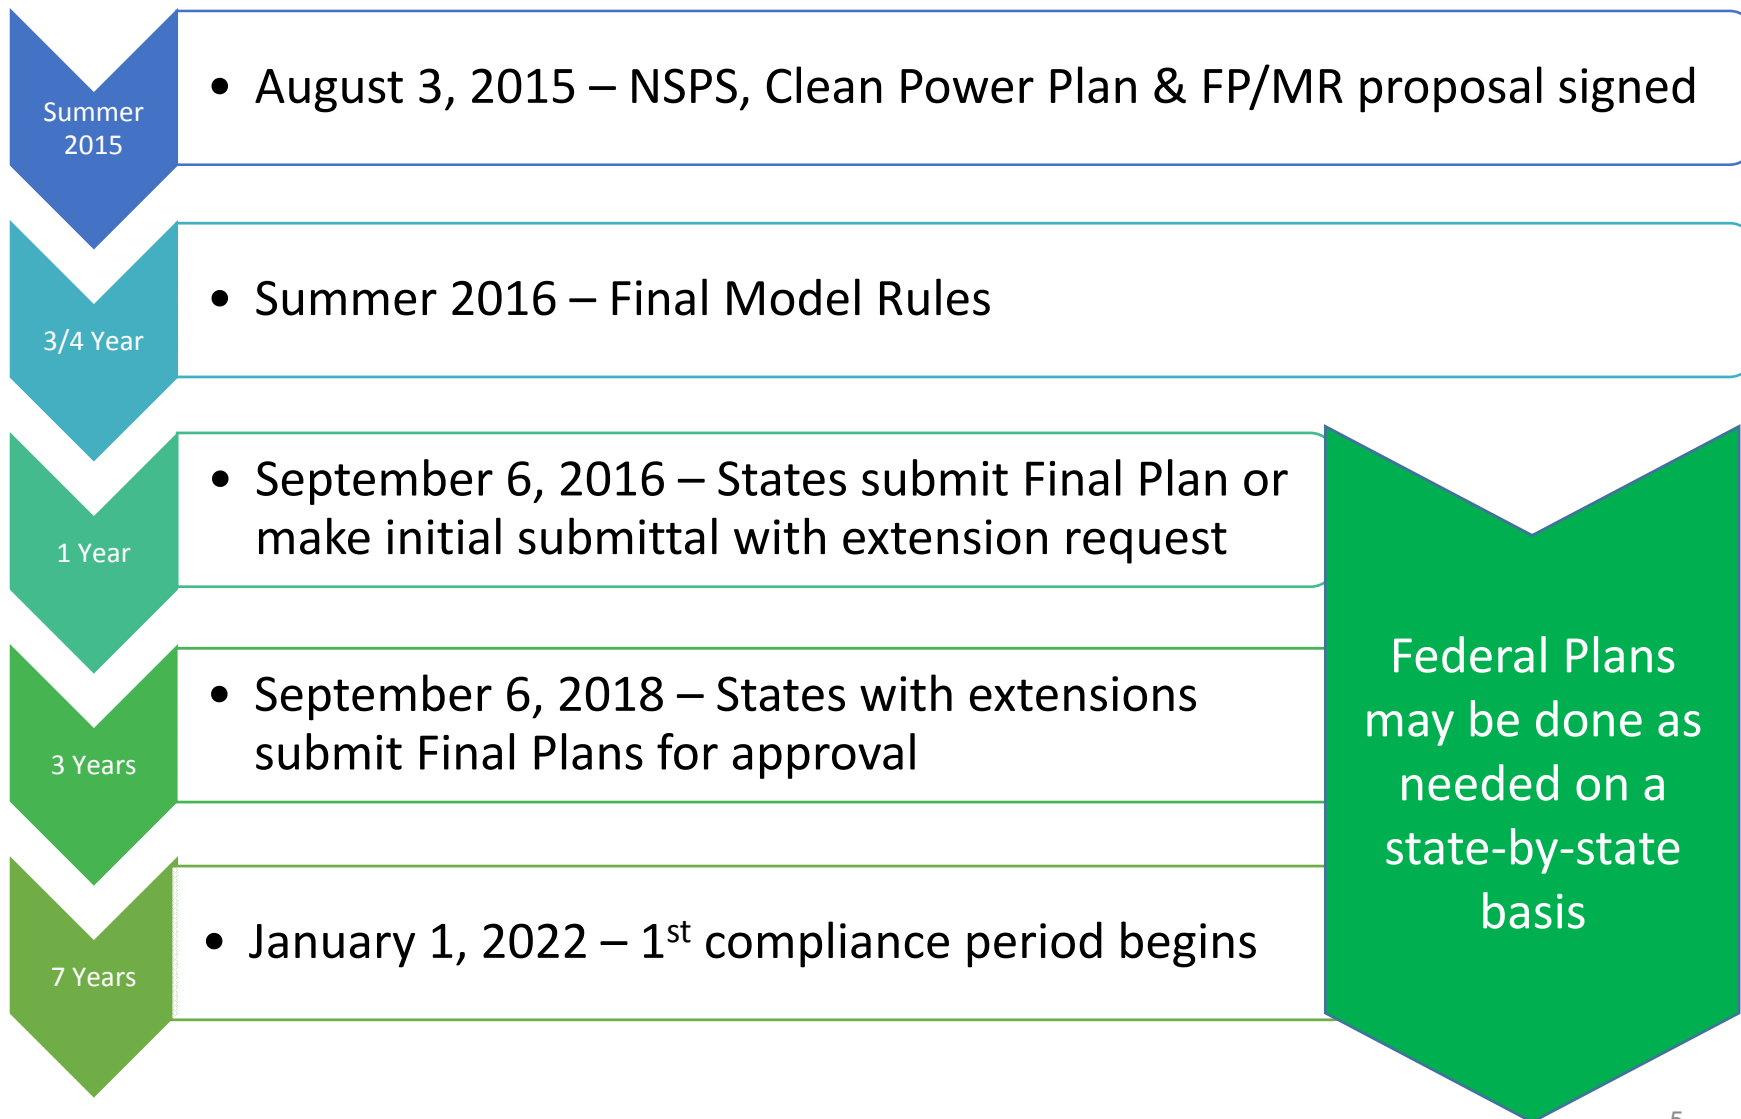 Summer
2015
• August 3, 2015 – NSPS, Clean Power Plan & FP/MR proposal signed
3/4 Year
• Summer 2016 – Final Model Rules
1 Year
• September 6, 2016 – States submit Final Plan or
make initial submittal with extension request
3 Years
• September 6, 2018 – States with extensions
submit Final Plans for approval
7 Years
• January 1, 2022 – 1st compliance period begins
Federal Plans
may be done as
needed on a
state-by-state
basis
5